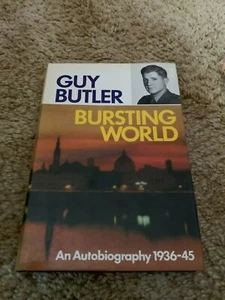 GUY
BUTLER
BURSTING
WORLD
An Autobiography 1936-45